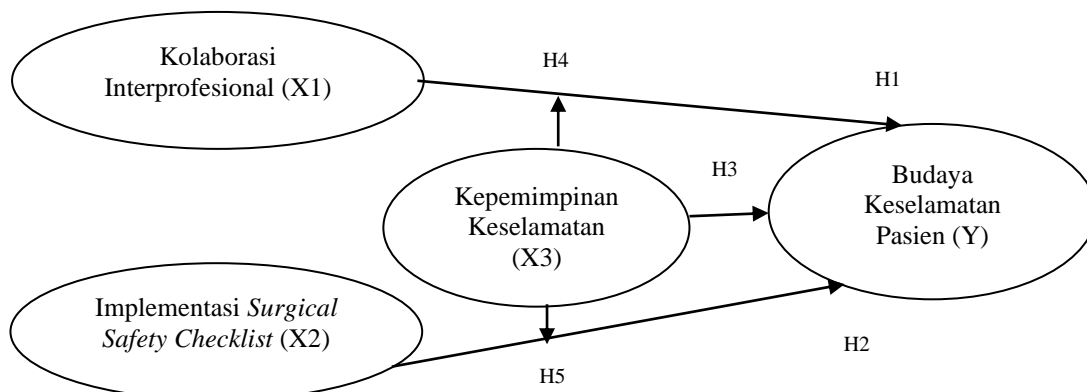 Kolaborasi
Interprofesional (X1)
H4
H1
Kepemimpinan
Keselamatan
(X3)
H3
Budaya
Keselamatan
Pasien (Y)
Implementasi Surgical
Safety Checklist (X2)
H5
H2